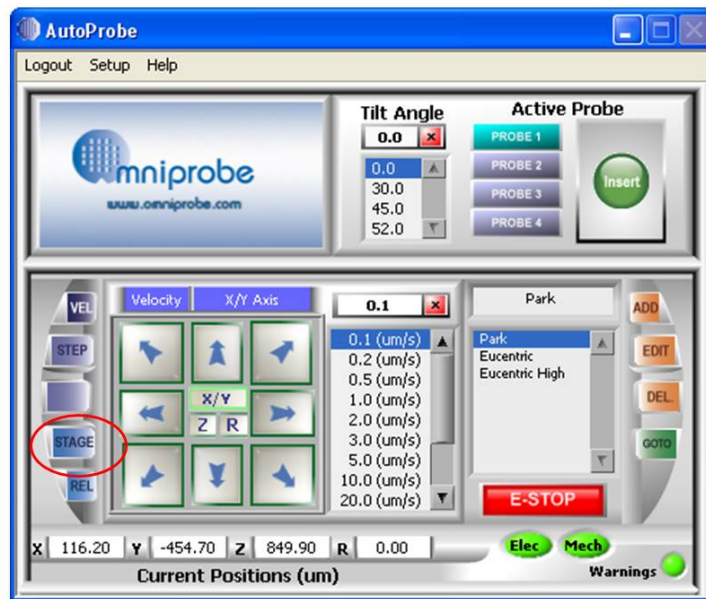 AutoProbe
Logout Setup Help
Omniprobe
www.omniprobe.com
Tilt Angle
0.0
0.0
30.0
45.0
52.0
Active Probe
PROBE 1
PROBE 2
PROBE 3
PROBE 4
Insert
VEL
STEP
STAGE
REL
Velocity X/Y Axis
X/Y
Z R
0.1
0.1 (um/s)
0.2 (um/s)
0.5 (um/s)
1.0 (um/s)
2.0 (um/s)
3.0 (um/s)
5.0 (um/s)
10.0 (um/s)
20.0 (um/s)
Park
Park
Eucentric
Eucentric High
E-STOP
ADD
EDIT
DEL.
GOTO
X 116.20 Y -454.70 Z 849.90 R 0.00
Current Positions (um)
Elec Mech
Warnings